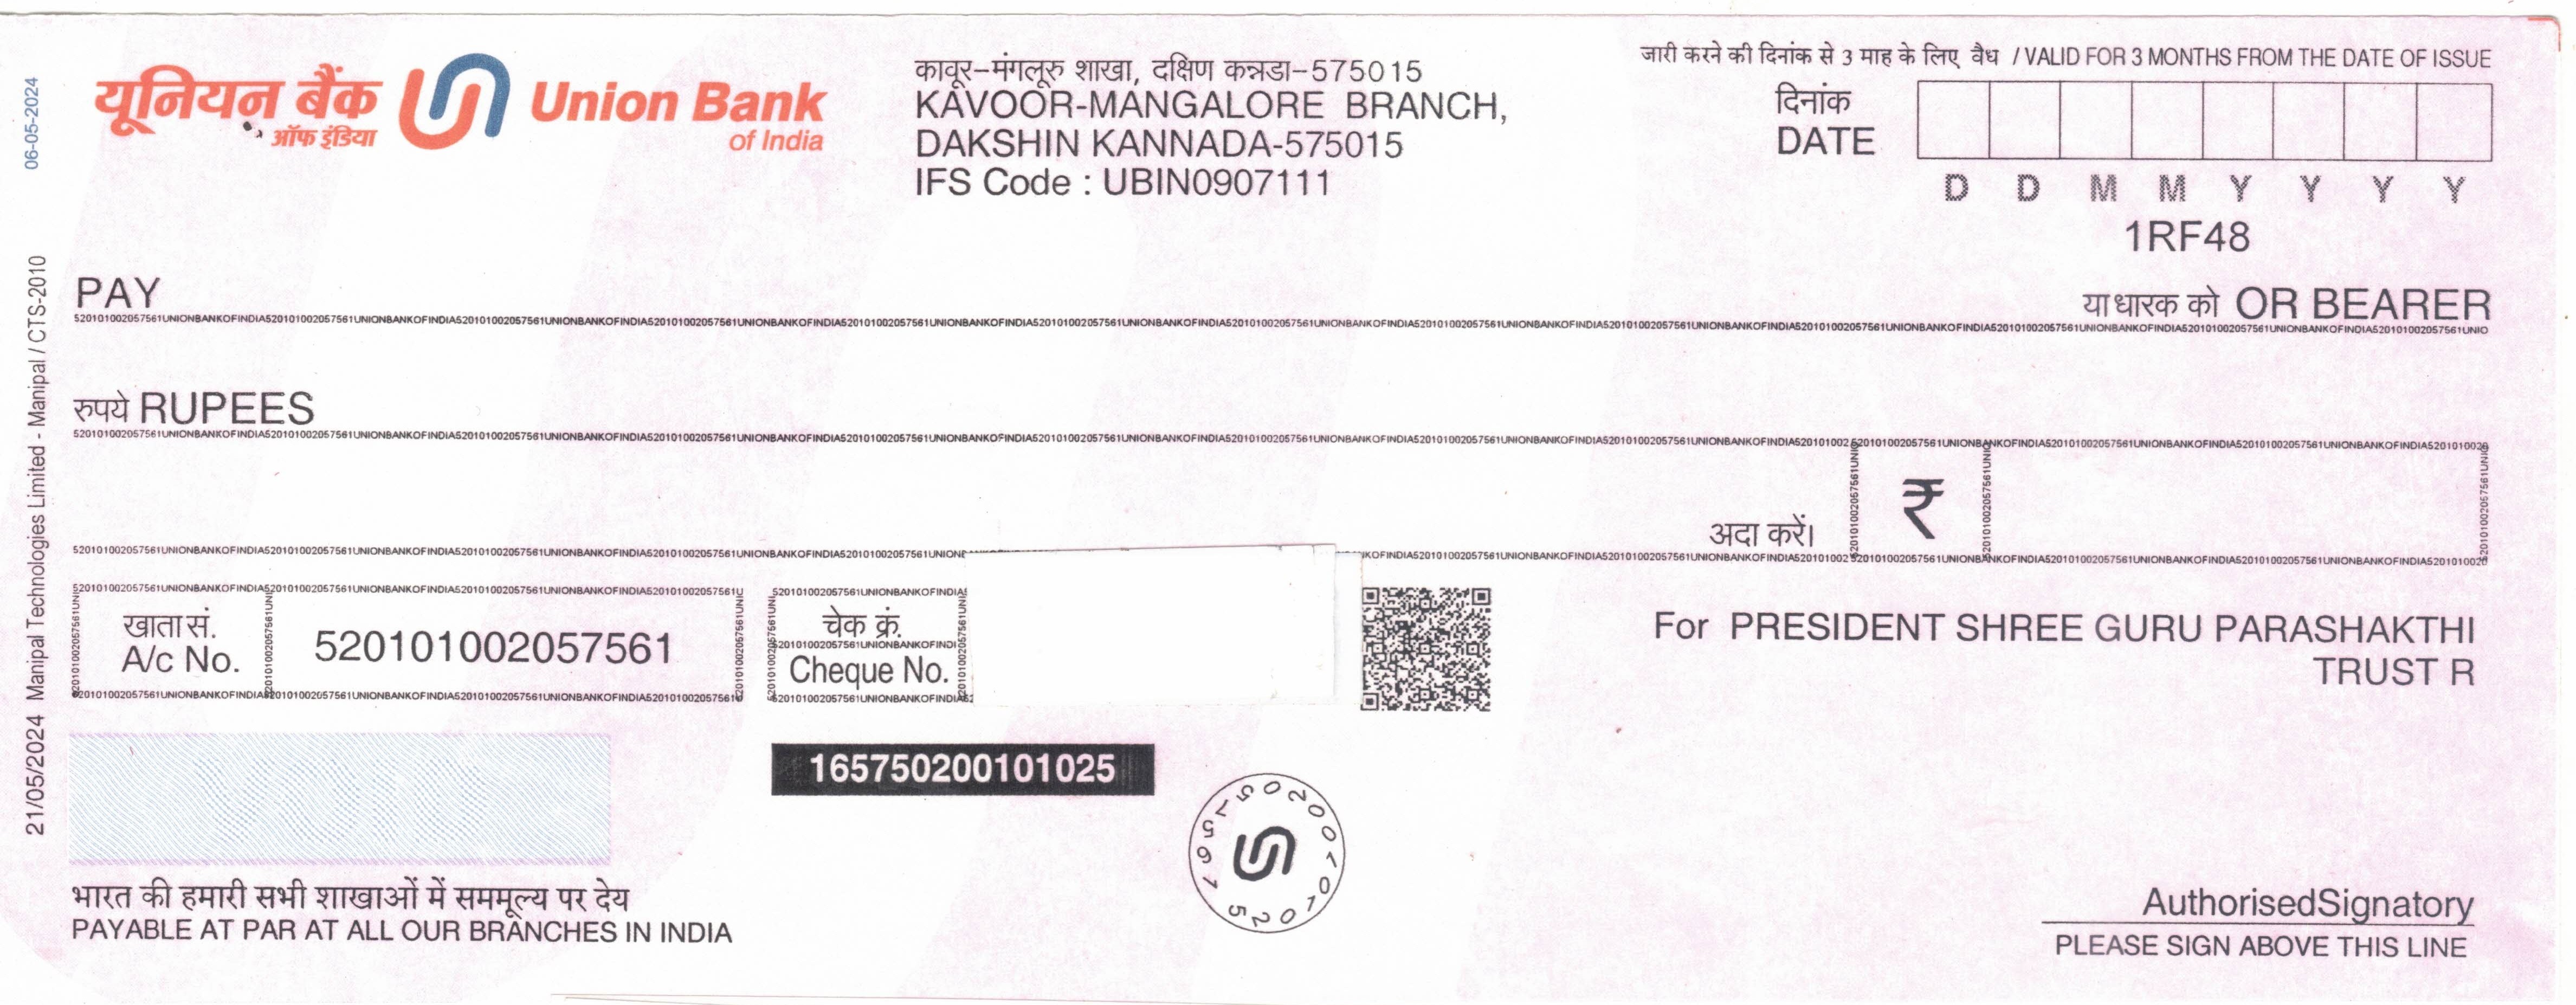 जारी करने की दिनांक से 3 माह के लिए वैध / VALID FOR 3 MONTHS FROM THE DATE OF ISSUE
यूनियन बैंक
ऑफ इंडिया
Union Bank
of India
कावूर-मंगलूरु शाखा, दक्षिण कन्नडा-575015
KAVOOR-MANGALORE BRANCH,
DAKSHIN KANNADA-575015
IFS Code : UBIN0907111
दिनांक
DATE
D D M M Y Y Y Y
1RF48
06-05-2024
21/05/2024 Manipal Technologies Limited - Manipal / CTS-2010
PAY
या धारक को OR BEARER
रुपये RUPEES
अदा करें।
₹
खाता सं.
A/c No.
520101002057561
चेक क्रं.
Cheque No.
For PRESIDENT SHREE GURU PARASHAKTHI
TRUST R
165750200101025
165750200101025
भारत की हमारी सभी शाखाओं में सममूल्य पर देय
PAYABLE AT PAR AT ALL OUR BRANCHES IN INDIA
AuthorisedSignatory
PLEASE SIGN ABOVE THIS LINE